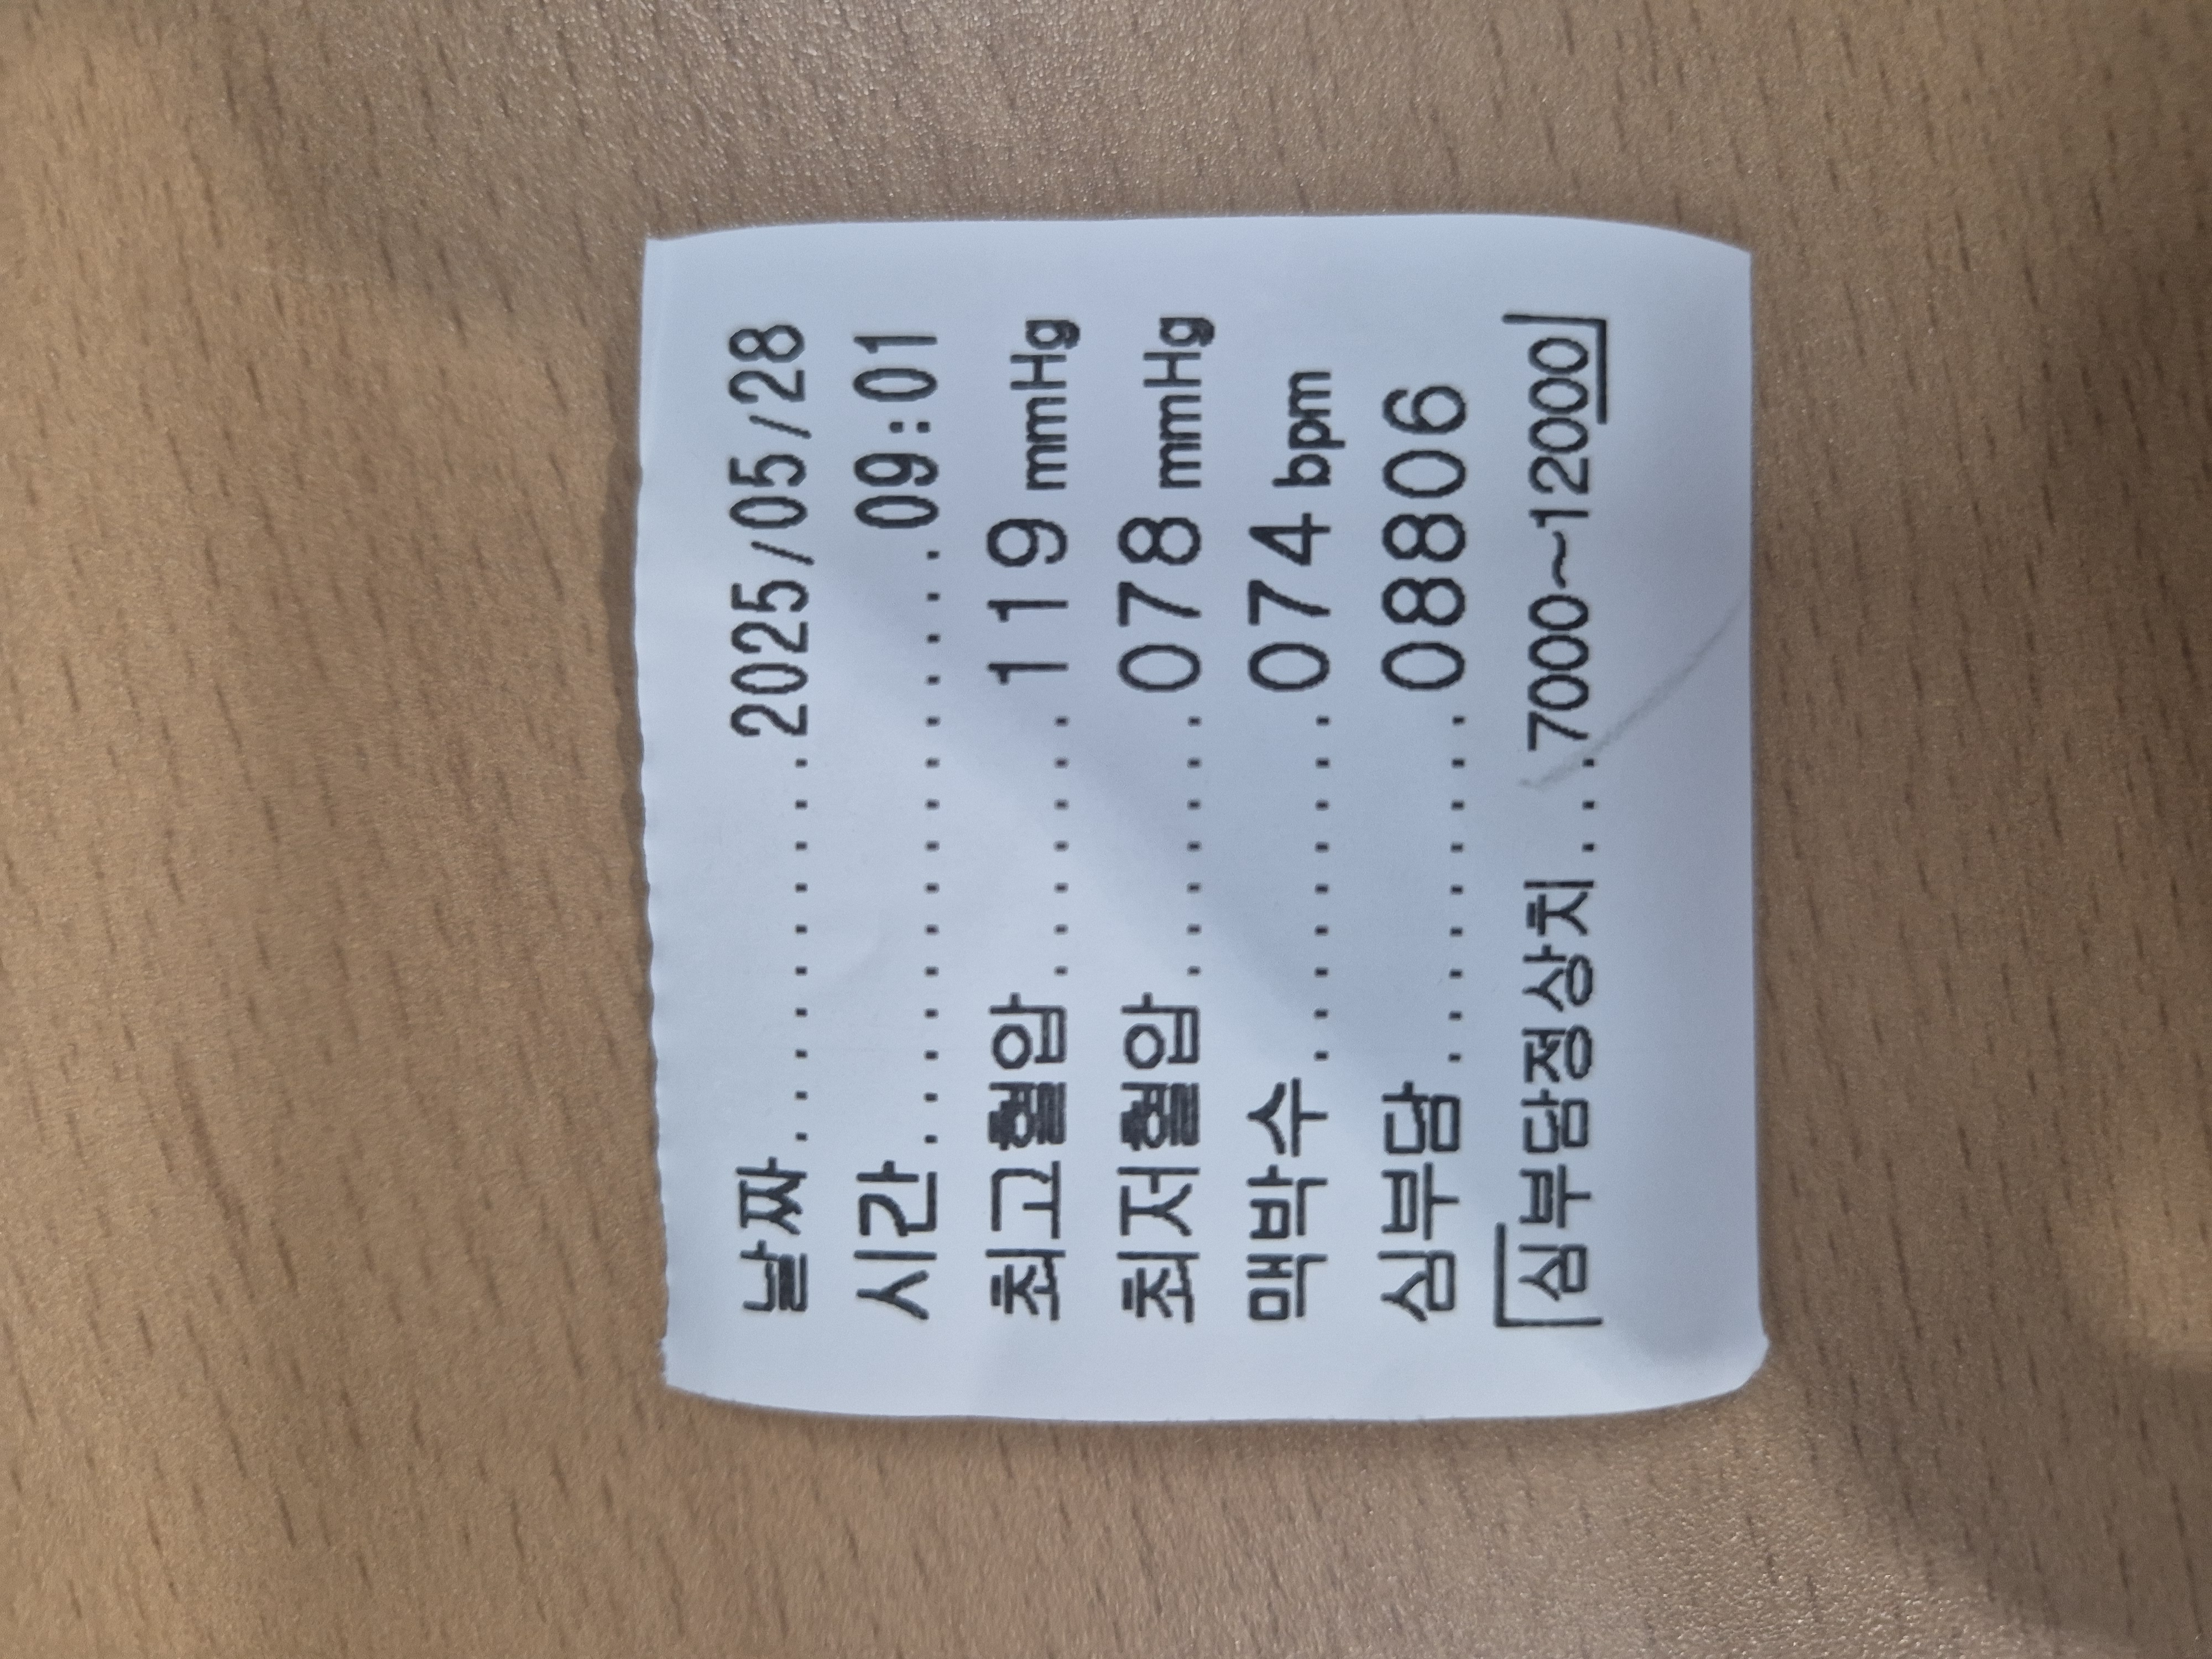 날짜..........2025/05/28
시간...............09:01
최고혈압.......119 mmHg
최저혈압.......078 mmHg
맥박수.........074 bpm
심부담.........08806
[심부담정상치...7000~12000]